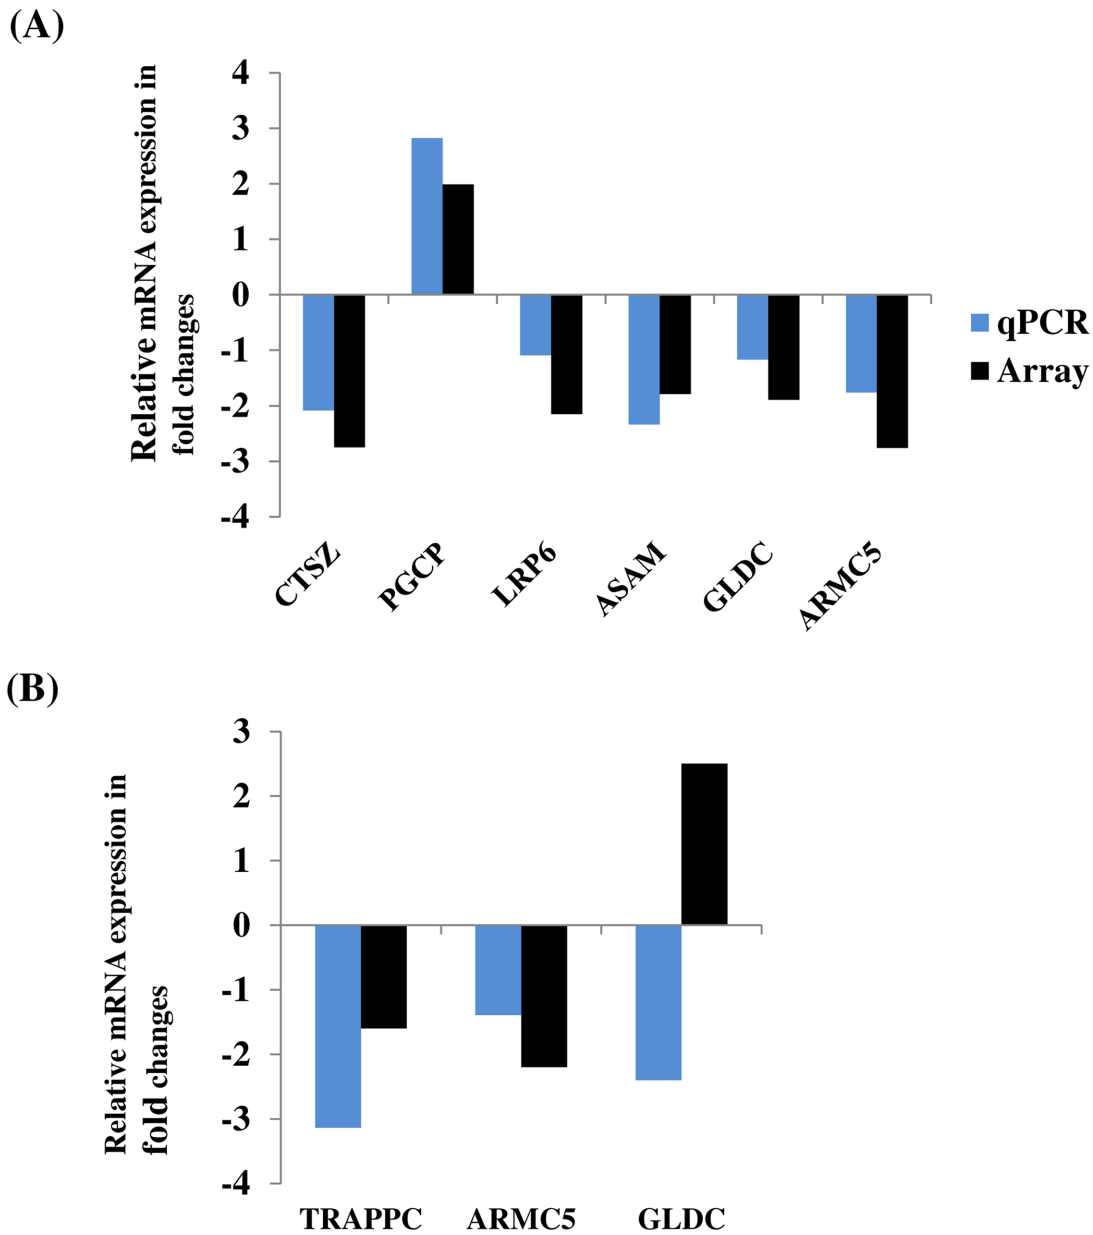 (A)
Relative mRNA expression in
fold changes
4
3
2
1
0
-1
-2
-3
-4
CTSZ
PGCP
LRP6
ASAM
GLDC
ARMC5
qPCR
Array
(B)
Relative mRNA expression in
fold changes
3
2
1
0
-1
-2
-3
-4
TRAPPC
ARMC5
GLDC